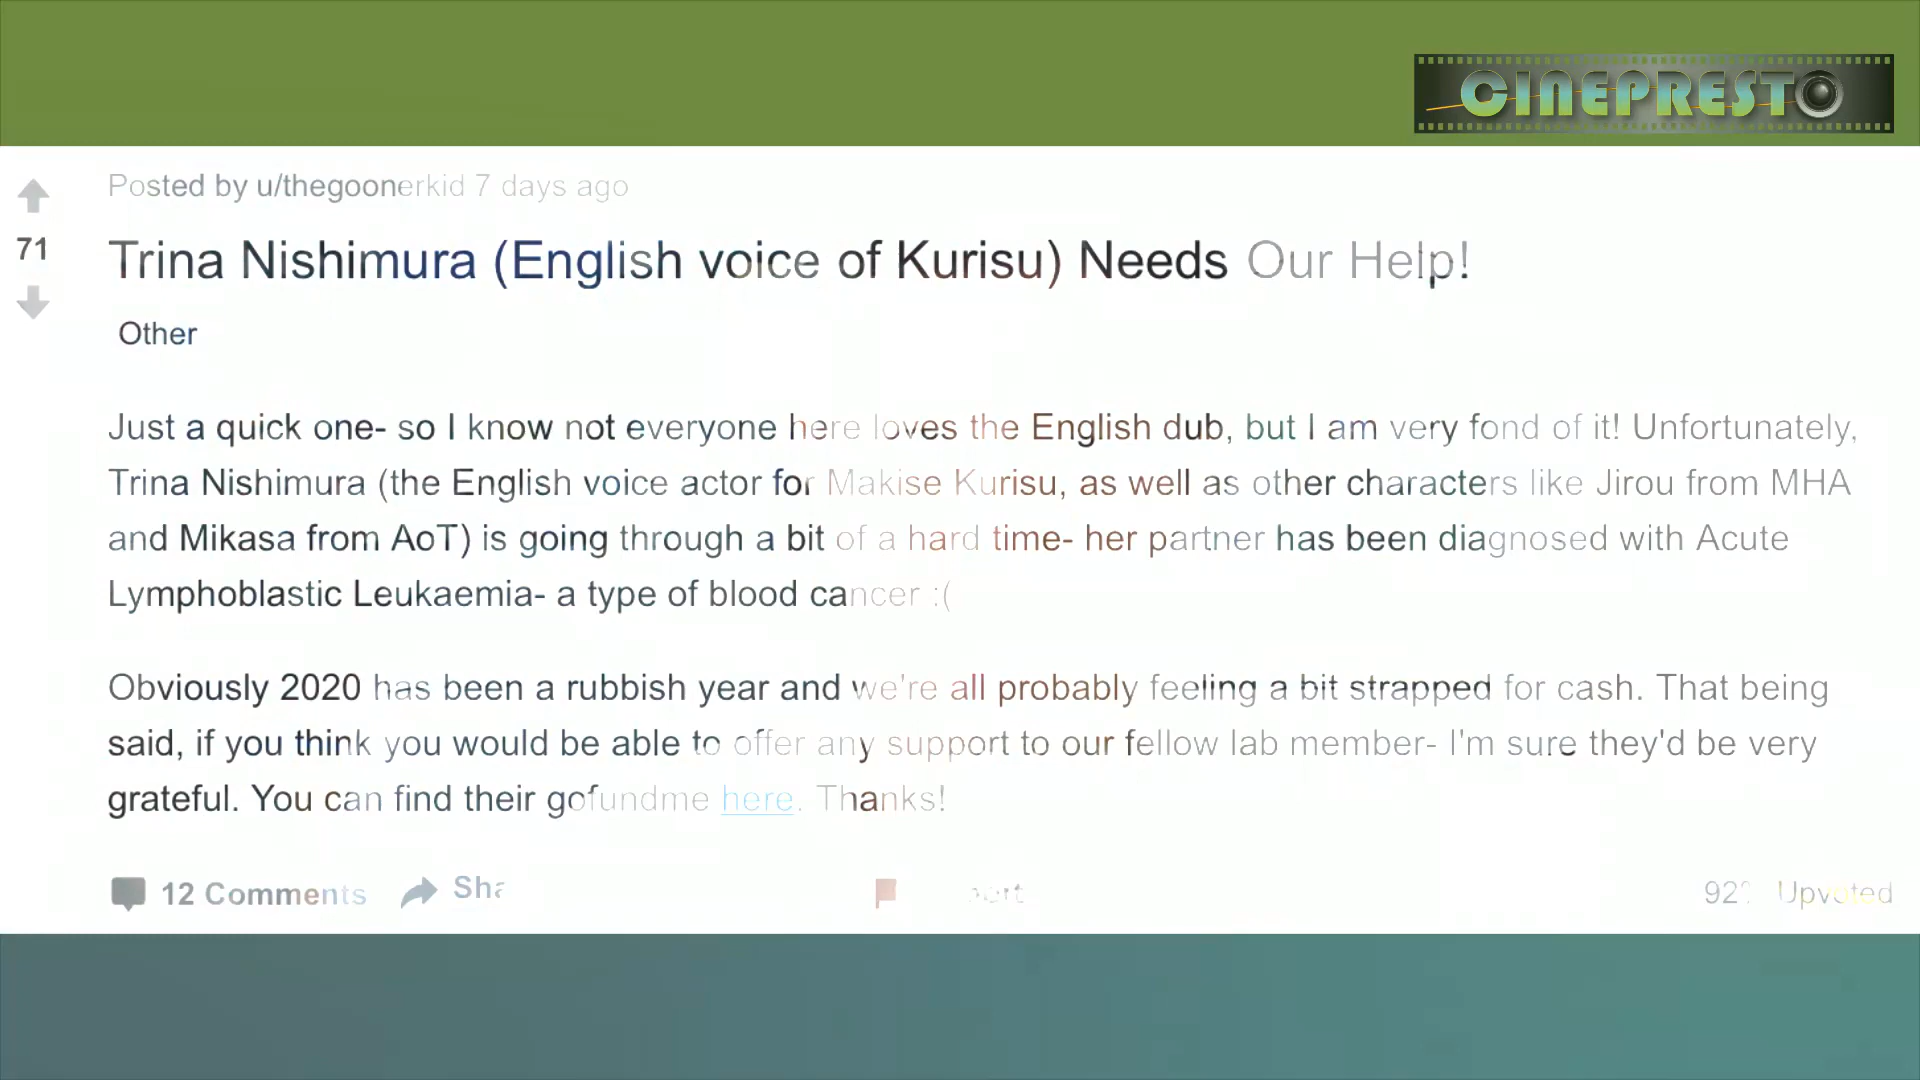 CINEPRESTO
Posted by u/thegoonerkid 7 days ago
71
Trina Nishimura (English voice of Kurisu) Needs Our Help!
Other
Just a quick one- so I know not everyone here loves the English dub, but I am very fond of it! Unfortunately,
Trina Nishimura (the English voice actor for Makise Kurisu, as well as other characters like Jirou from MHA
and Mikasa from AoT) is going through a bit of a hard time- her partner has been diagnosed with Acute
Lymphoblastic Leukaemia- a type of blood cancer :(
Obviously 2020 has been a rubbish year and we're all probably feeling a bit strapped for cash. That being
said, if you think you would be able to offer any support to our fellow lab member- I'm sure they'd be very
grateful. You can find their gofundme here. Thanks!
12 Comments Upvoted